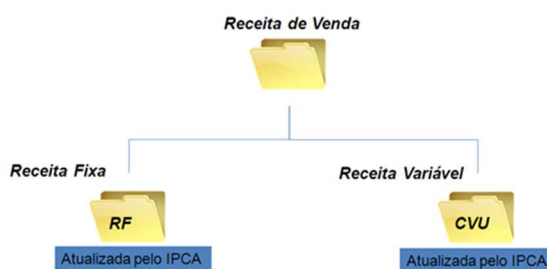 Receita de Venda
Receita Fixa
Receita Variável
RF
CVU
Atualizada pelo IPCA
Atualizada pelo IPCA